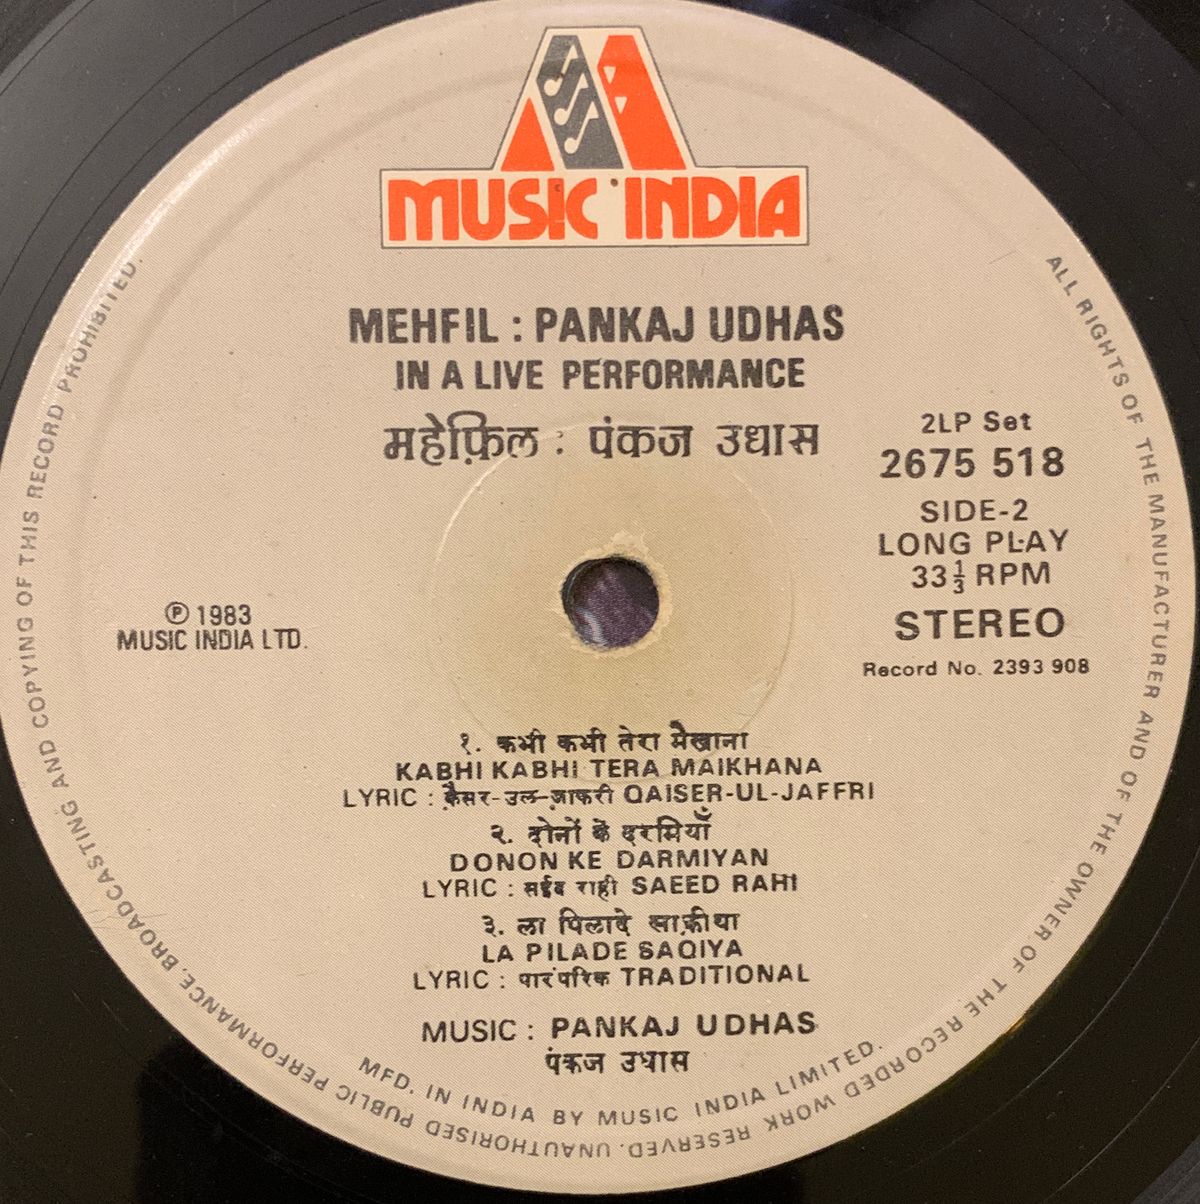 MUSIC INDIA
MEHFIL : PANKAJ UDHAS
IN A LIVE PERFORMANCE
महेफ़िल : पंकज उधास
2LP Set
2675 518
SIDE-2
LONG PLAY
33⅓ RPM
STEREO
Record No. 2393 908
℗ 1983
MUSIC INDIA LTD.
१. कभी कभी तेरा मैखाना
KABHI KABHI TERA MAIKHANA
LYRIC : क़ैसर-उल-ज़ाफरी QAISER-UL-JAFFRI
२. दोनों के दरमियाँ
DONON KE DARMIYAN
LYRIC : सईद राही SAEED RAHI
३. ला पिलादे साक़ीया
LA PILADE SAQIYA
LYRIC : पारंपरिक TRADITIONAL
MUSIC : PANKAJ UDHAS
पंकज उधास
MFD. IN INDIA BY MUSIC INDIA LIMITED.
ALL RIGHTS OF THE MANUFACTURER AND OF THE OWNER OF THE RECORDED WORK RESERVED. UNAUTHORISED PUBLIC PERFORMANCE, BROADCASTING AND COPYING OF THIS RECORD PROHIBITED.